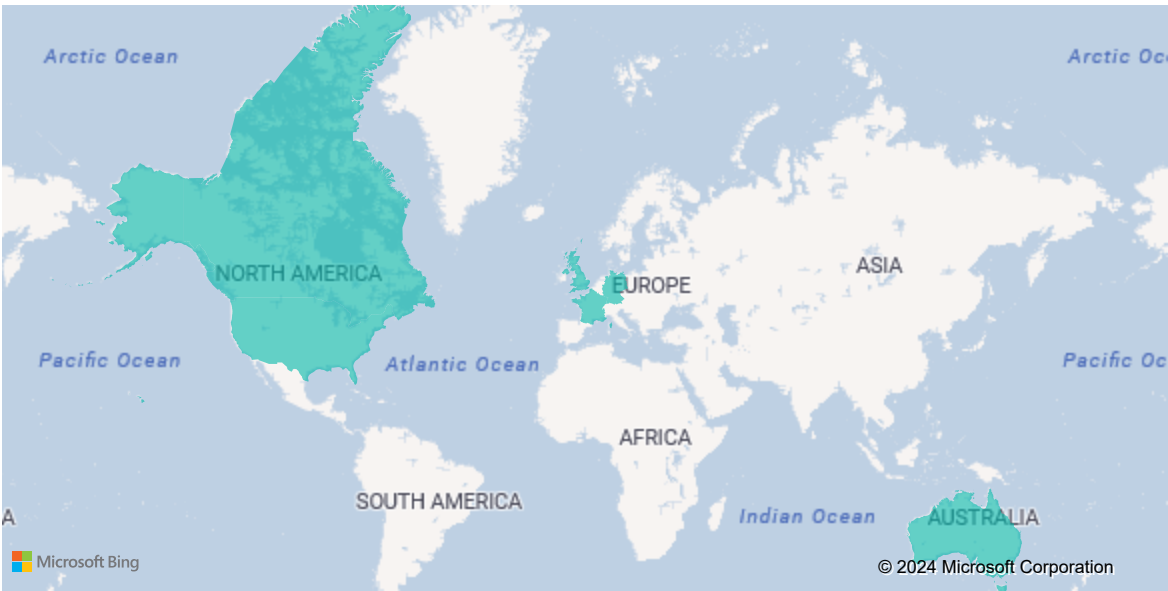 Arctic Ocean
Arctic Oc
NORTH AMERICA
EUROPE
ASIA
Pacific Ocean
Atlantic Ocean
Pacific Oc
AFRICA
SOUTH AMERICA
Indian Ocean
AUSTRALIA
A
Microsoft Bing
© 2024 Microsoft Corporation